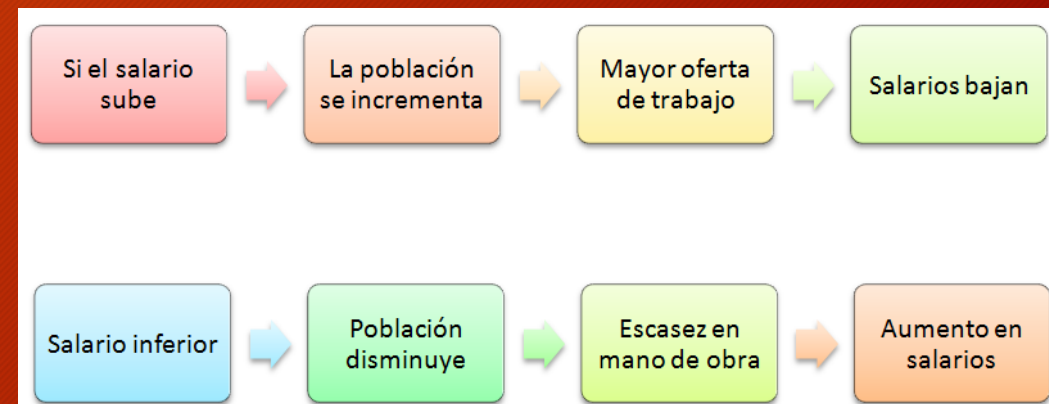 Si el salario
sube
La población
se incrementa
Mayor oferta
de trabajo
Salarios bajan
Salario inferior
Población
disminuye
Escasez en
mano de obra
Aumento en
salarios